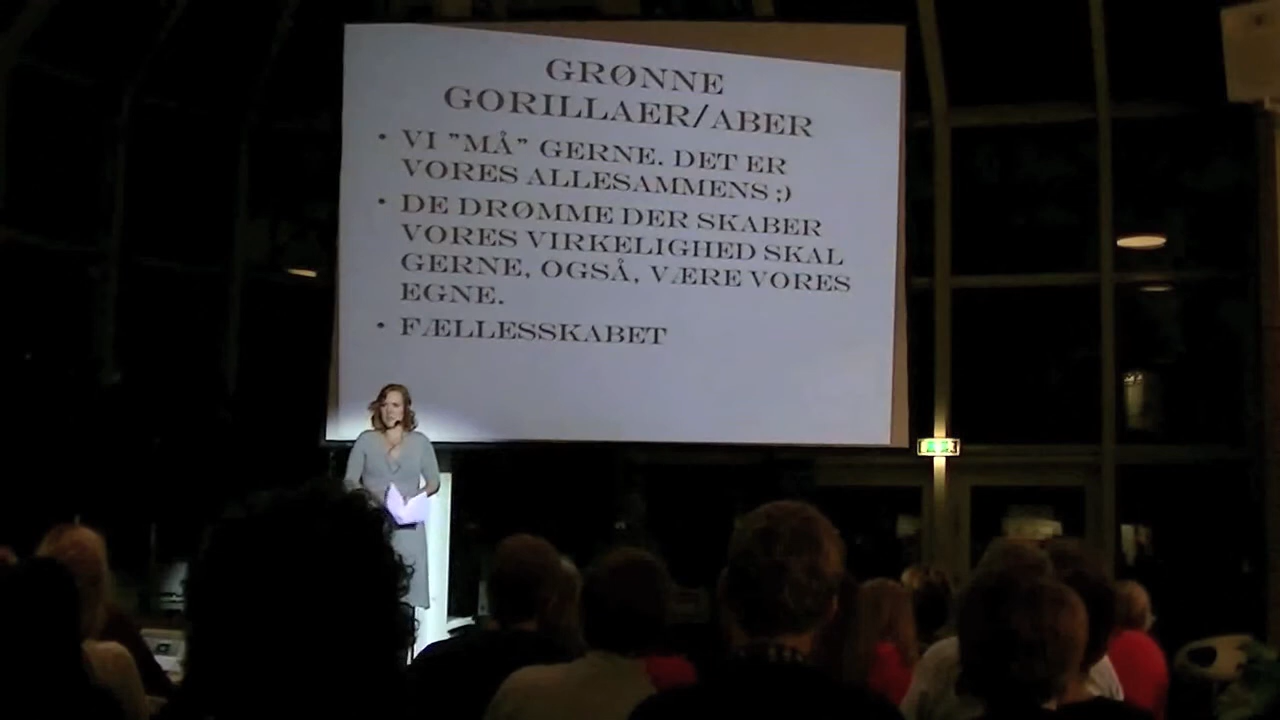 GRØNNE
GORILLAER/ABER
• VI ”MÅ” GERNE. DET ER
VORES ALLESAMMENS ;)
• DE DRØMME DER SKABER
VORES VIRKELIGHED SKAL
GERNE, OGSÅ, VÆRE VORES
EGNE.
• FÆLLESSKABET